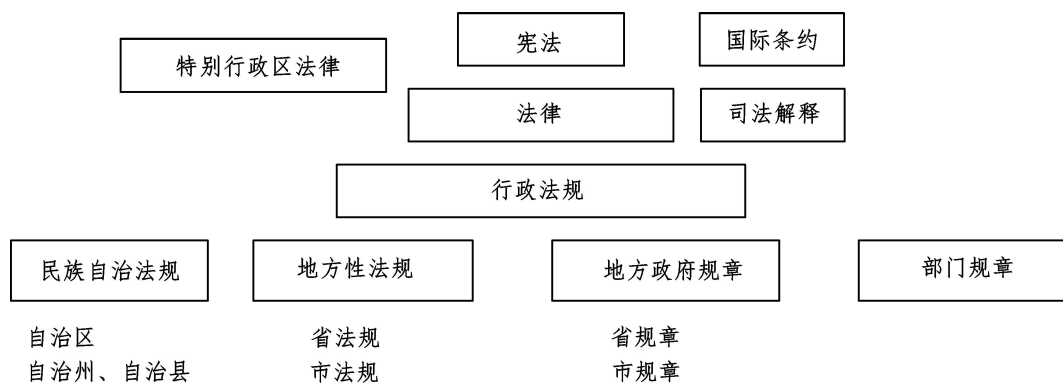 宪法
国际条约
特别行政区法律
法律
司法解释
行政法规
民族自治法规
地方性法规
地方政府规章
部门规章
自治区
省法规
省规章
自治州、自治县
市法规
市规章